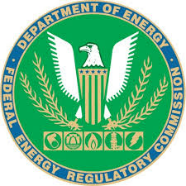 DEPARTMENT OF ENERGY
FEDERAL ENERGY REGULATORY COMMISSION